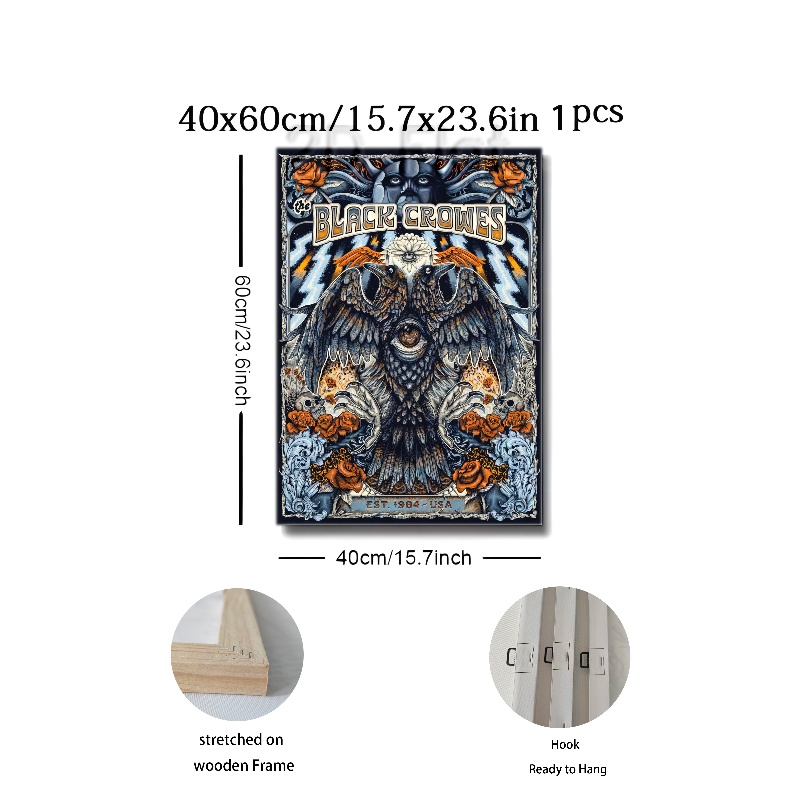 40x60cm/15.7x23.6in 1pcs
the
BLACK CROWES
60cm/23.6inch
EST. 1984 - USA
40cm/15.7inch
stretched on
wooden Frame
Hook
Ready to Hang